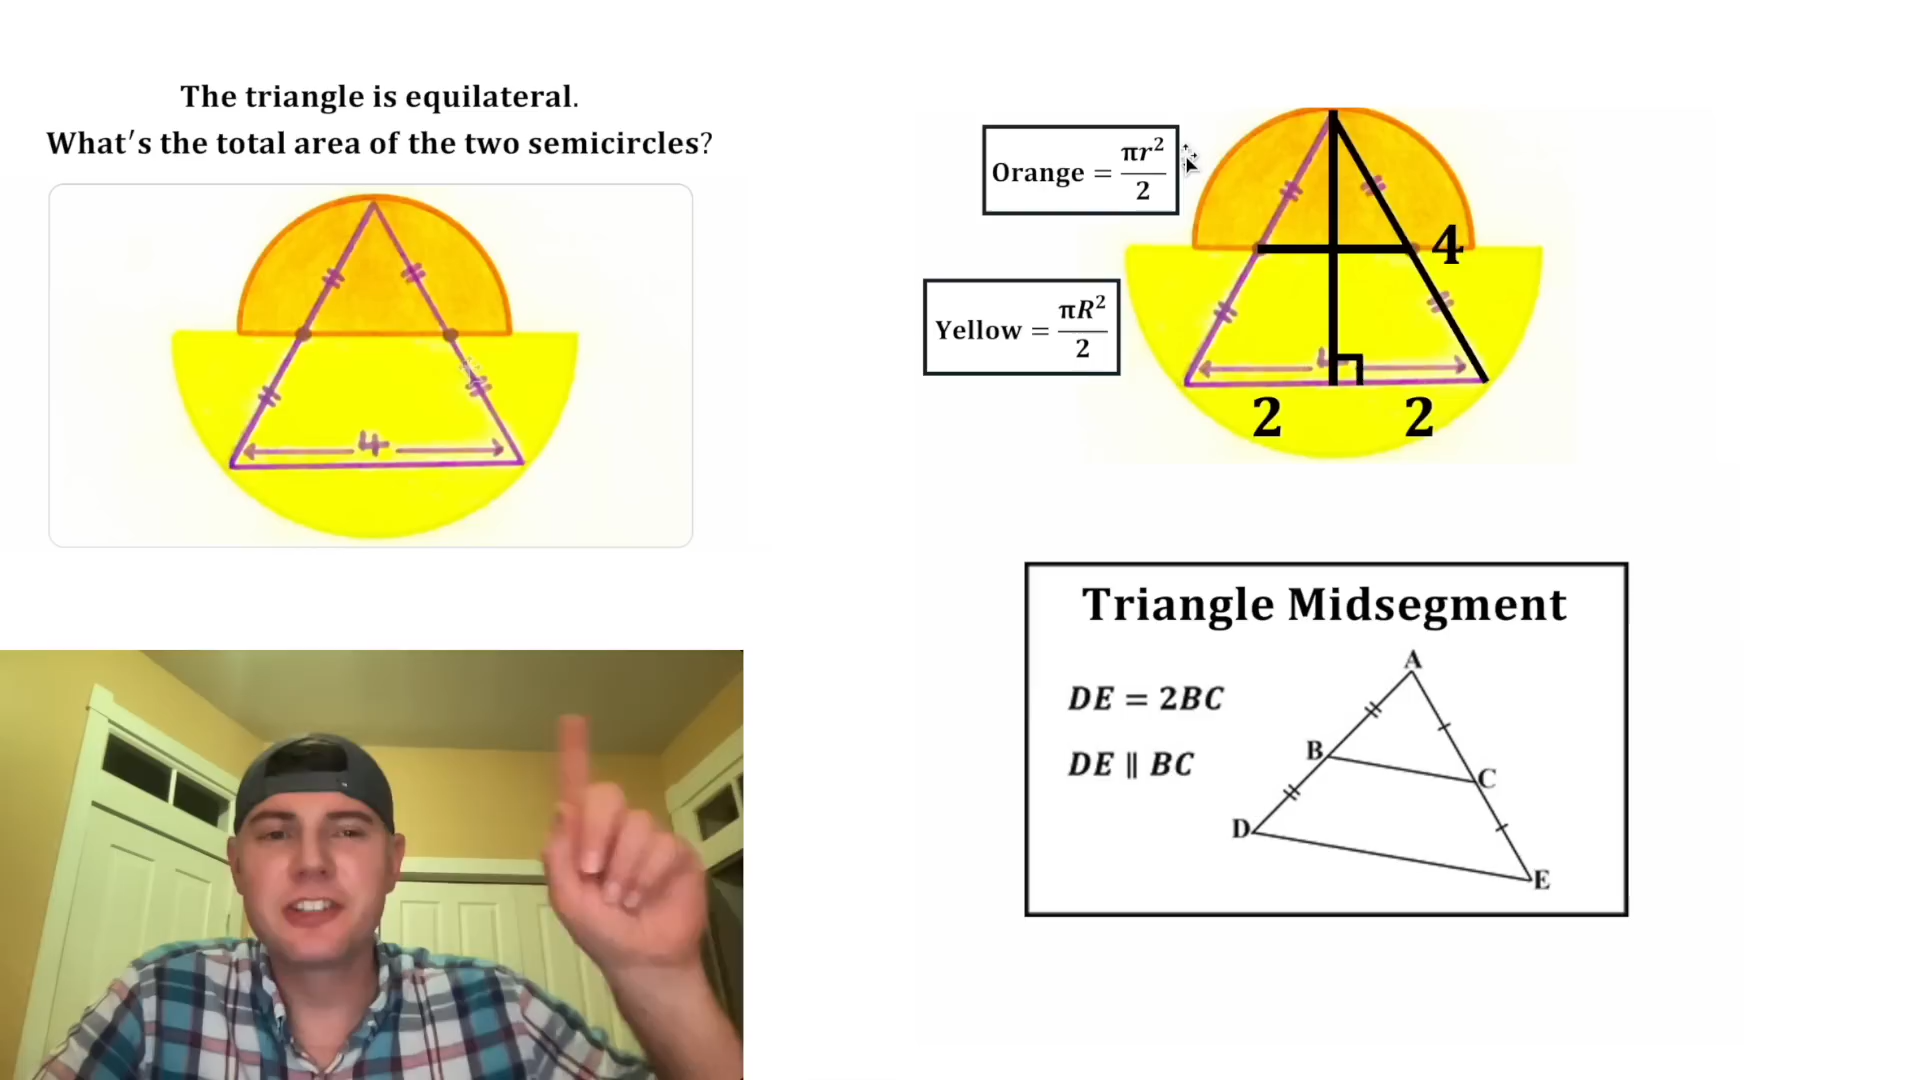 The triangle is equilateral.
What's the total area of the two semicircles?
4
Orange = πr²/2
Yellow = πR²/2
4
2
2
Triangle Midsegment
DE = 2BC
DE ∥ BC
A
B
C
D
E